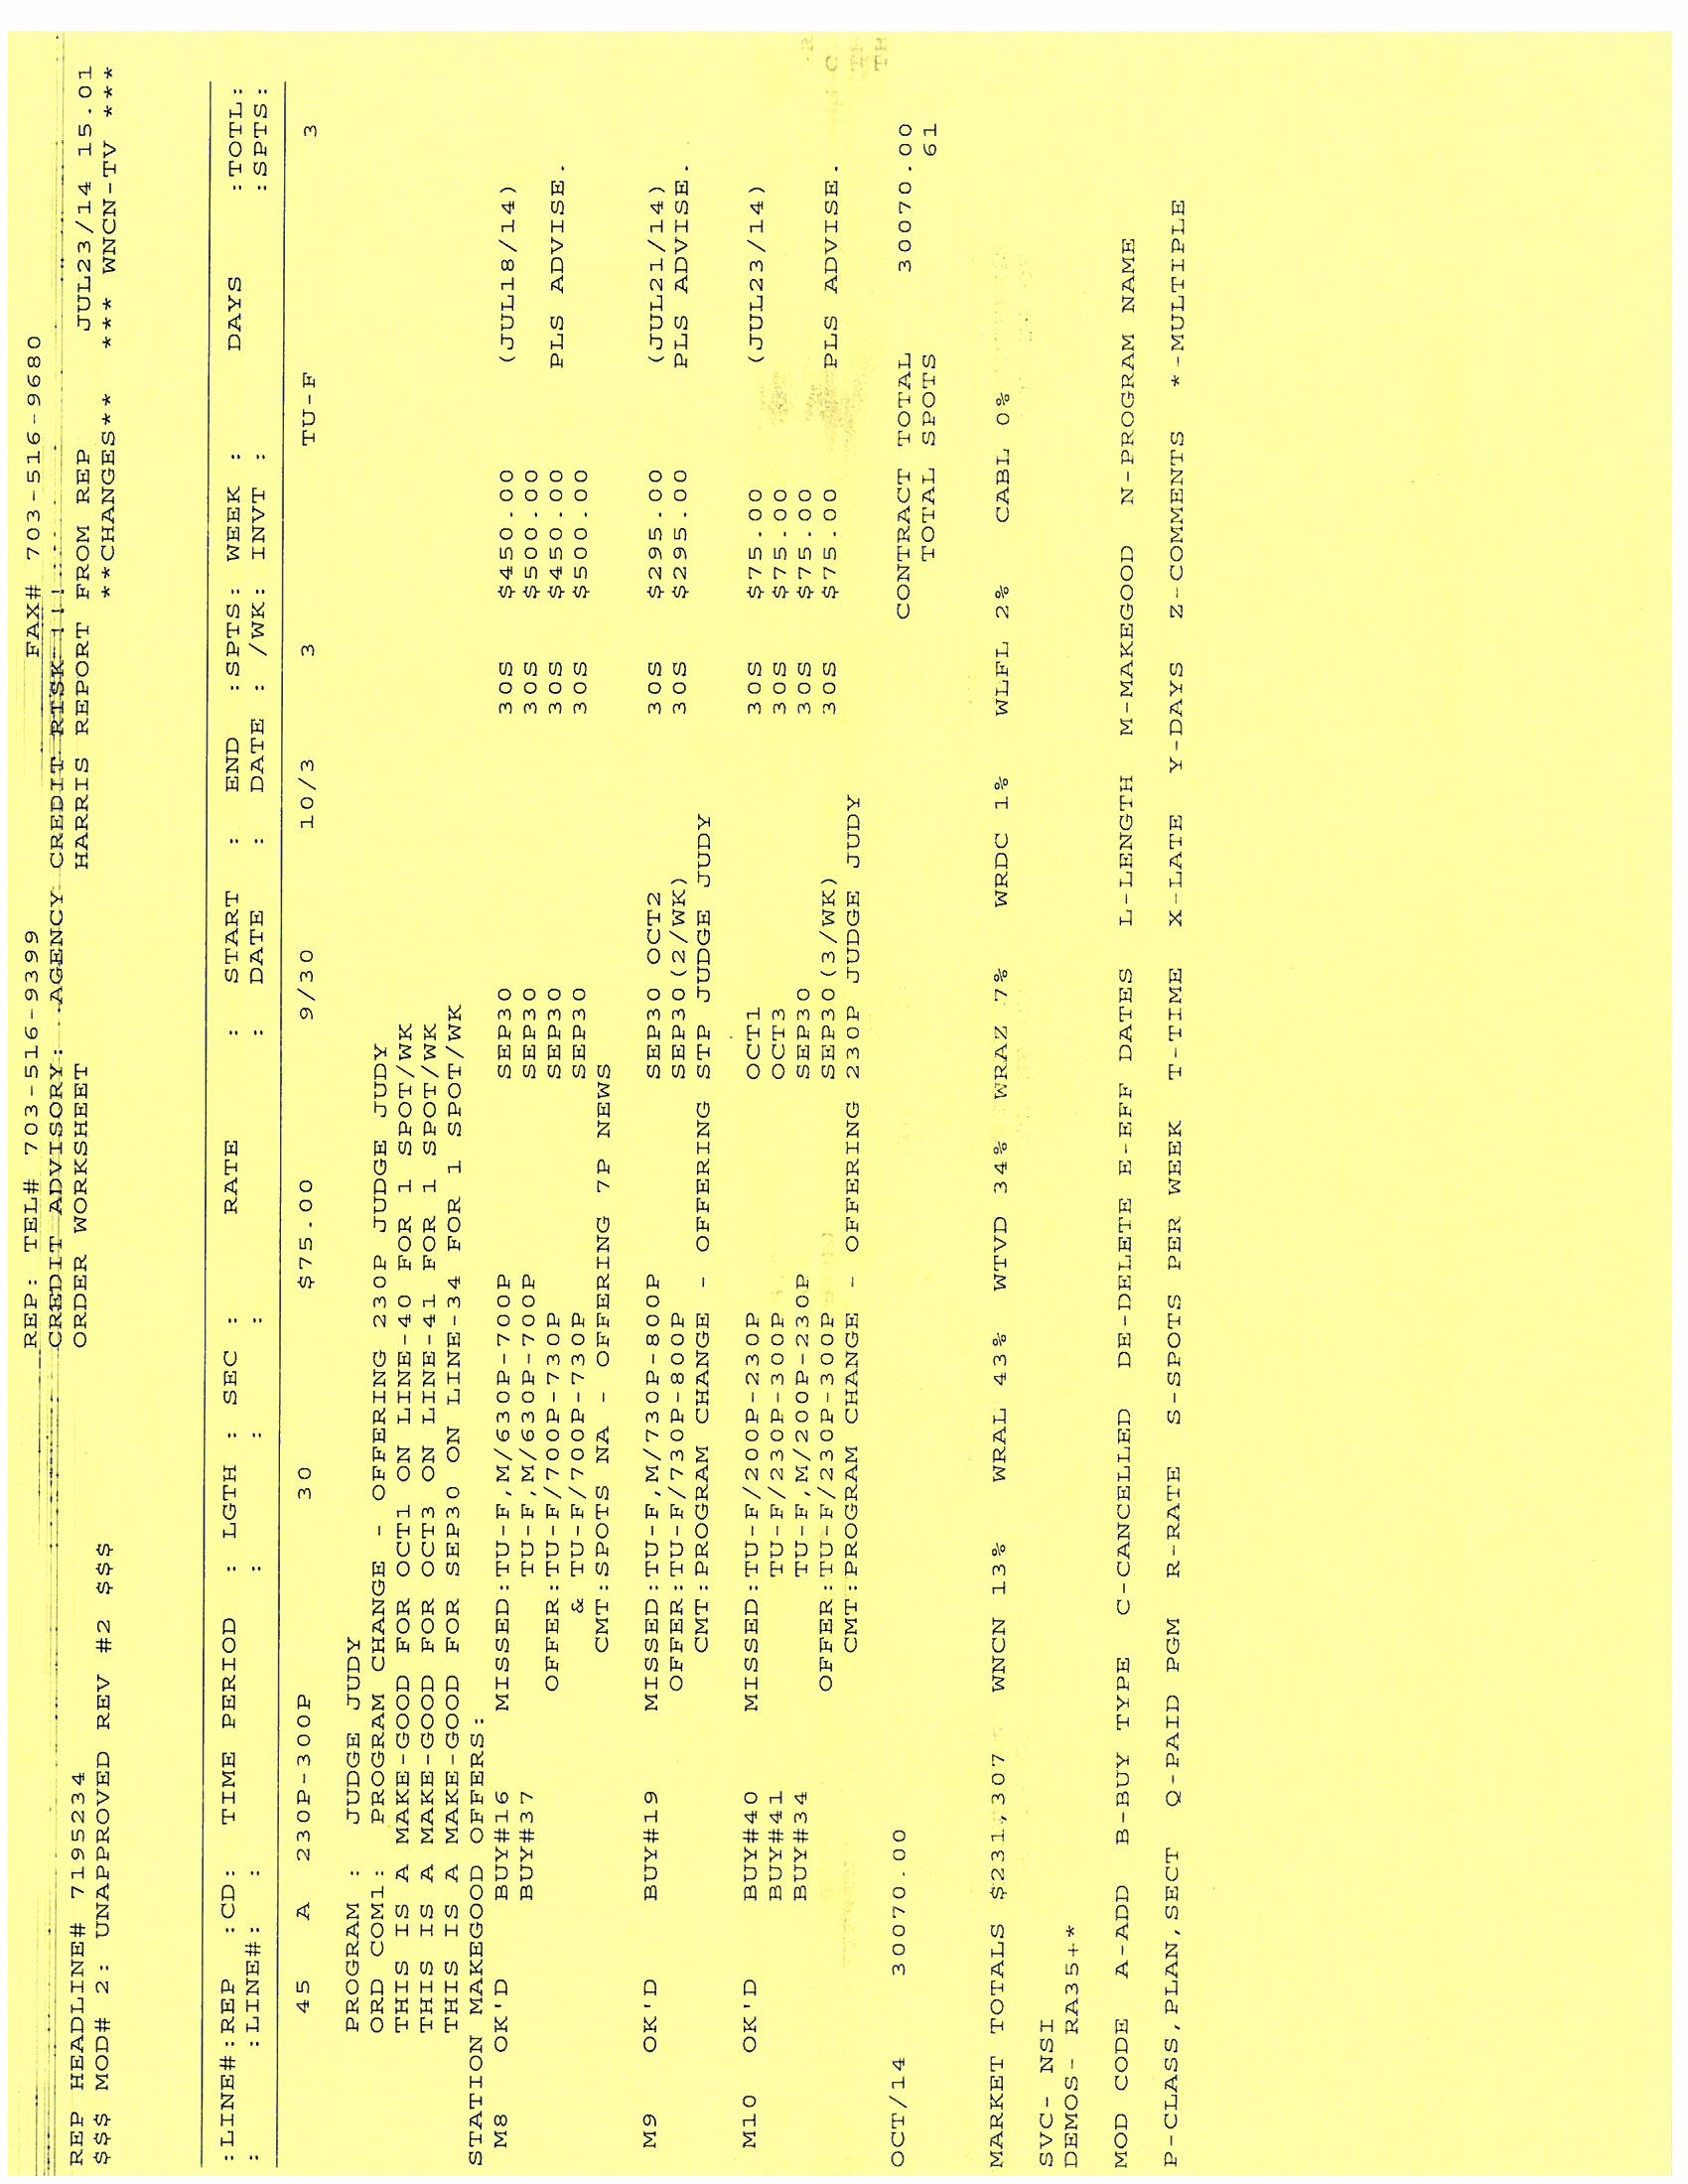 REP: TEL# 703-516-9399 FAX# 703-516-9680
CREDIT ADVISORY: AGENCY CREDIT RISK
REP HEADLINE# 7195234 ORDER WORKSHEET HARRIS REPORT FROM REP JUL23/14 15.01
$$$ MOD# 2: UNAPPROVED REV #2 $$$ **CHANGES** *** WNCN-TV ***
:LINE#:REP :CD: TIME PERIOD : LGTH : SEC : RATE : START : END :SPTS: WEEK : DAYS :TOTL:
: :LINE#: : : : : DATE : DATE : /WK: INVT : :SPTS:
45 A 230P-300P 30 $75.00 9/30 10/3 3 TU-F 3
PROGRAM : JUDGE JUDY
ORD COM1: PROGRAM CHANGE - OFFERING 230P JUDGE JUDY
THIS IS A MAKE-GOOD FOR OCT1 ON LINE-40 FOR 1 SPOT/WK
THIS IS A MAKE-GOOD FOR OCT3 ON LINE-41 FOR 1 SPOT/WK
THIS IS A MAKE-GOOD FOR SEP30 ON LINE-34 FOR 1 SPOT/WK
STATION MAKEGOOD OFFERS:
M8 OK'D BUY#16 MISSED:TU-F,M/630P-700P SEP30 30S $450.00 (JUL18/14)
BUY#37 TU-F,M/630P-700P SEP30 30S $500.00
OFFER:TU-F/700P-730P SEP30 30S $450.00 PLS ADVISE.
& TU-F/700P-730P SEP30 30S $500.00
CMT:SPOTS NA - OFFERING 7P NEWS
M9 OK'D BUY#19 MISSED:TU-F,M/730P-800P SEP30 OCT2 30S $295.00 (JUL21/14)
OFFER:TU-F/730P-800P SEP30(2/WK) 30S $295.00 PLS ADVISE.
CMT:PROGRAM CHANGE - OFFERING STP JUDGE JUDY
M10 OK'D BUY#40 MISSED:TU-F/200P-230P OCT1 30S $75.00 (JUL23/14)
BUY#41 TU-F/230P-300P OCT3 30S $75.00
BUY#34 TU-F,M/200P-230P SEP30 30S $75.00
OFFER:TU-F/230P-300P SEP30(3/WK) 30S $75.00 PLS ADVISE.
CMT:PROGRAM CHANGE - OFFERING 230P JUDGE JUDY
OCT/14 30070.00 CONTRACT TOTAL 30070.00
TOTAL SPOTS 61
MARKET TOTALS $231,307 WNCN 13% WRAL 43% WTVD 34% WRAZ 7% WRDC 1% WLFL 2% CABL 0%
SVC- NSI
DEMOS- RA35+*
MOD CODE A-ADD B-BUY TYPE C-CANCELLED DE-DELETE E-EFF DATES L-LENGTH M-MAKEGOOD N-PROGRAM NAME
P-CLASS,PLAN,SECT Q-PAID PGM R-RATE S-SPOTS PER WEEK T-TIME X-LATE Y-DAYS Z-COMMENTS *-MULTIPLE